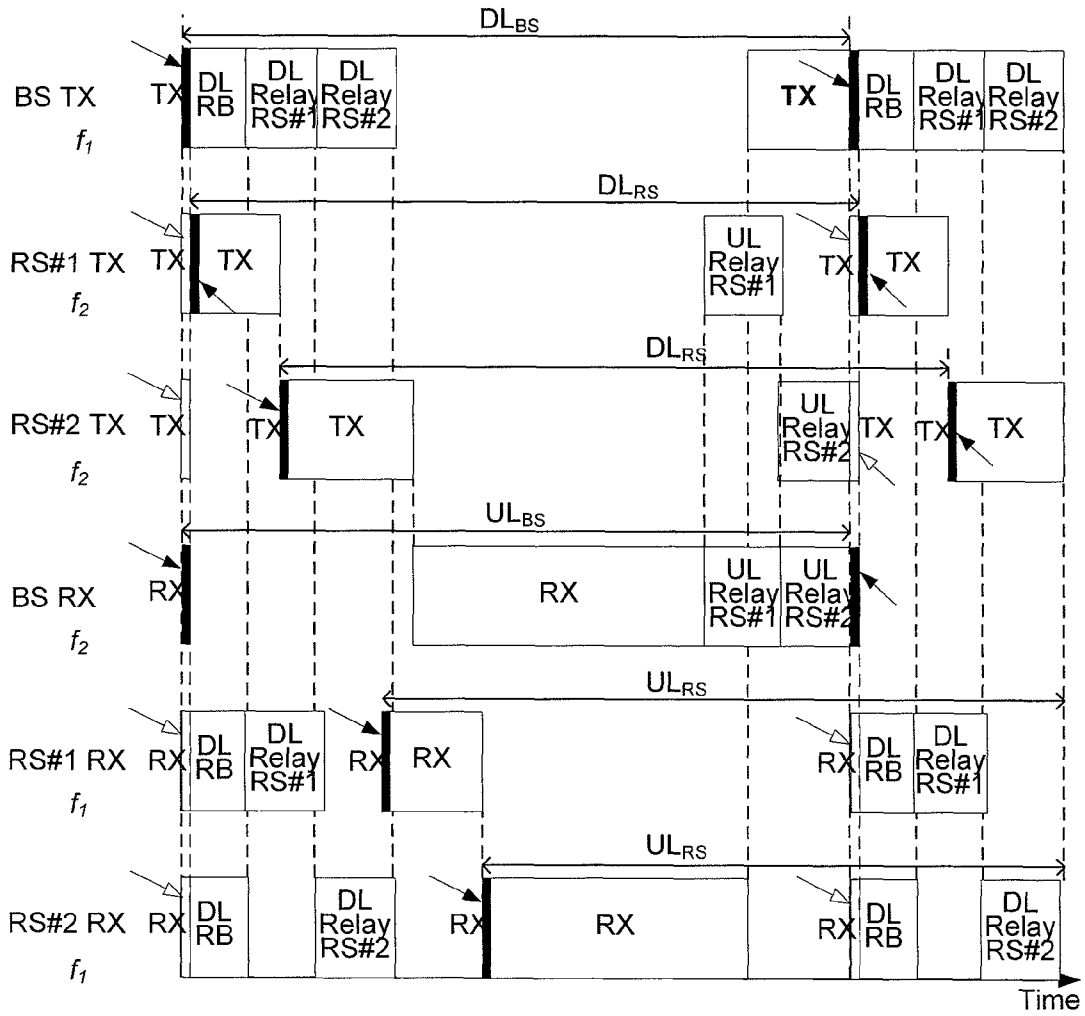 DL_BS
BS TX
f_1
TX
DL RB
DL Relay RS#1
DL Relay RS#2
TX
DL RB
DL Relay RS#1
DL Relay RS#2
DL_RS
RS#1 TX
f_2
TX
TX
UL Relay RS#1
TX
TX
DL_RS
RS#2 TX
f_2
TX
TX
TX
UL Relay RS#2
TX
TX
TX
UL_BS
BS RX
f_2
RX
RX
UL Relay RS#1
UL Relay RS#2
UL_RS
RS#1 RX
f_1
RX
DL RB
DL Relay RS#1
RX
RX
RX
DL RB
DL Relay RS#1
UL_RS
RS#2 RX
f_1
RX
DL RB
DL Relay RS#2
RX
RX
RX
DL RB
DL Relay RS#2
Time